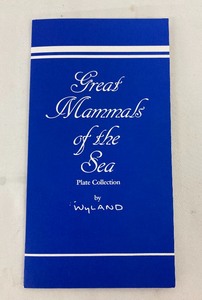 Great
Mammals
of the
Sea
Plate Collection
by
WYLAND